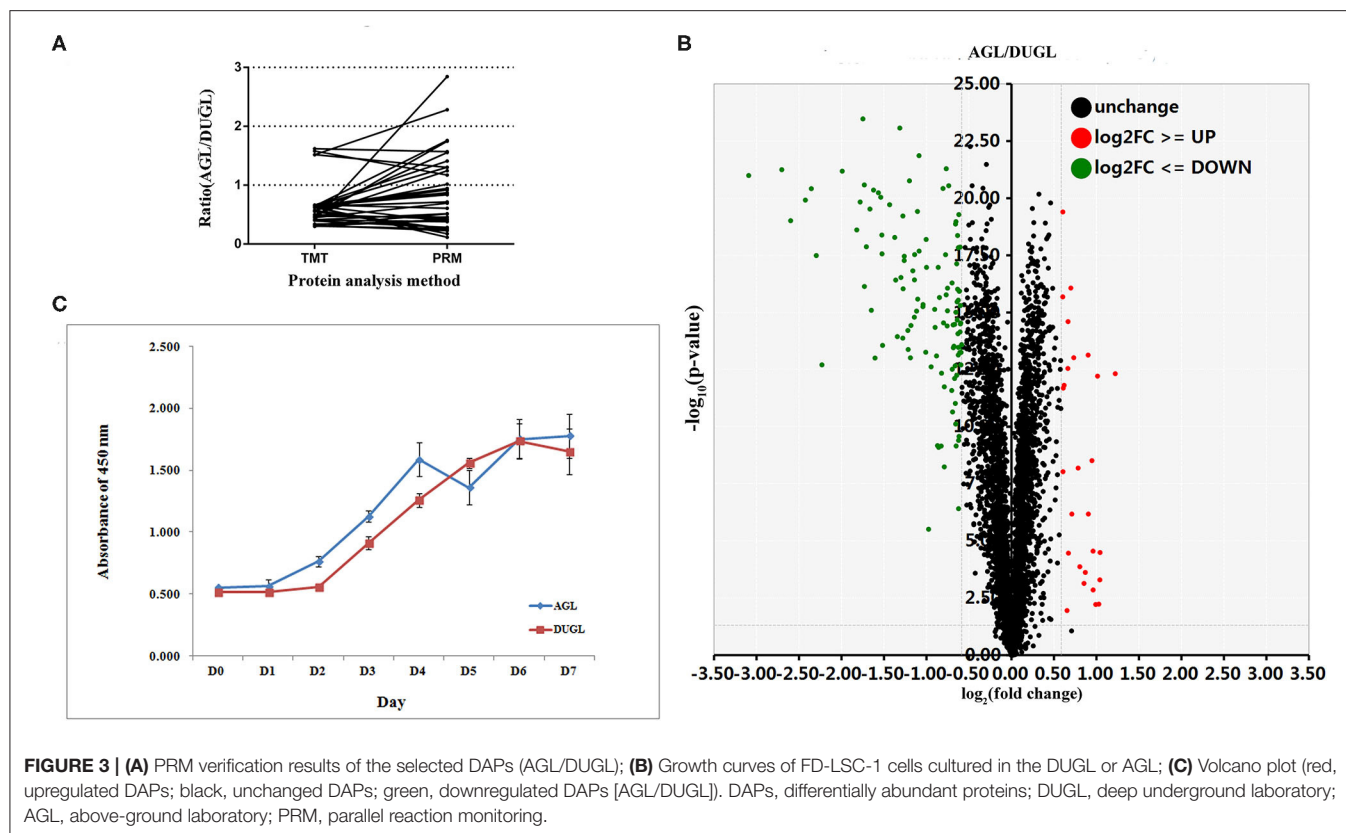 A
3
2
1
0
Ratio(AGL/DUGL)
TMT
PRM
Protein analysis method
B
AGL/DUGL
25.00
22.50
20.00
17.50
2.50
0.00
unchange
log2FC >= UP
log2FC <= DOWN
-log10(p-value)
-3.50 -3.00 -2.50 -2.00 -1.50 -1.00 -0.50 0.00 0.50 1.00 1.50 2.00 2.50 3.00 3.50
log2(fold change)
C
2.500
2.000
1.500
1.000
0.500
0.000
Absorbance of 450 nm
AGL
DUGL
D0 D1 D2 D3 D4 D5 D6 D7
Day
FIGURE 3 | (A) PRM verification results of the selected DAPs (AGL/DUGL); (B) Growth curves of FD-LSC-1 cells cultured in the DUGL or AGL; (C) Volcano plot (red,
upregulated DAPs; black, unchanged DAPs; green, downregulated DAPs [AGL/DUGL]). DAPs, differentially abundant proteins; DUGL, deep underground laboratory;
AGL, above-ground laboratory; PRM, parallel reaction monitoring.